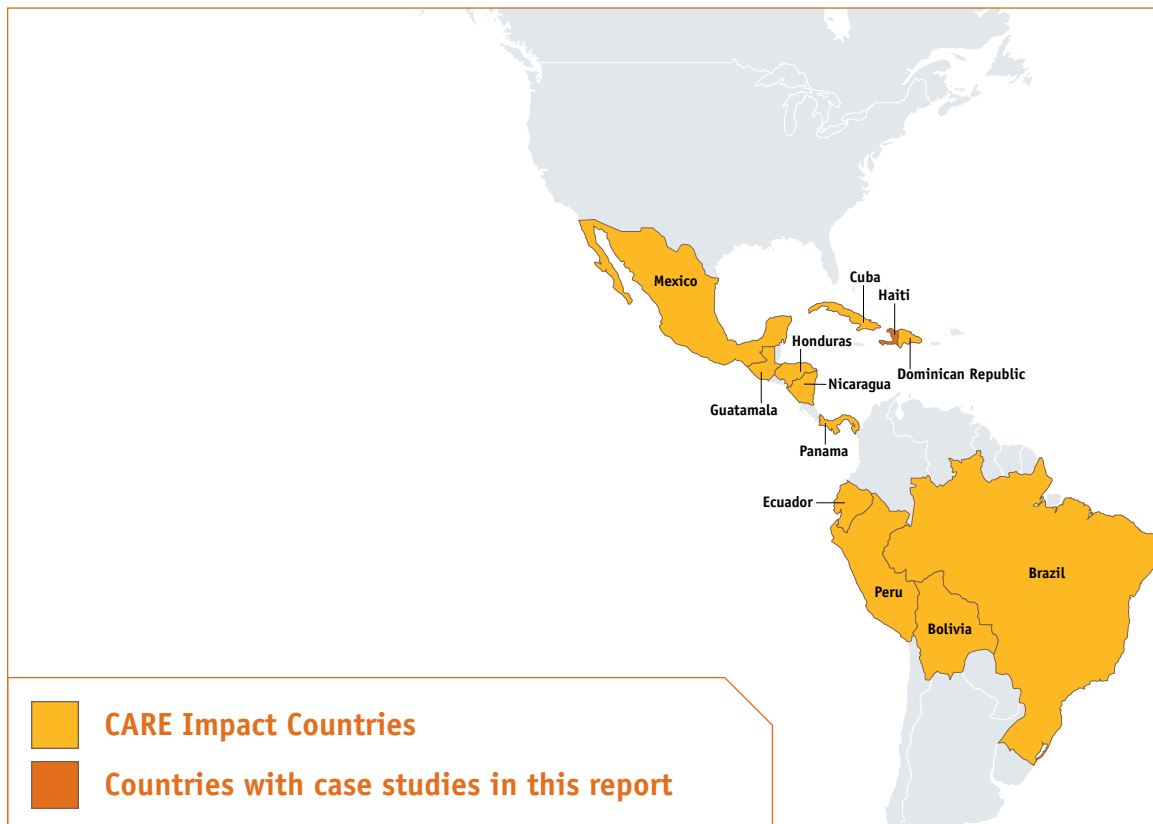 Mexico
Cuba
Haiti
Honduras
Nicaragua
Dominican Republic
Guatamala
Panama
Ecuador
Brazil
Peru
Bolivia
CARE Impact Countries
Countries with case studies in this report